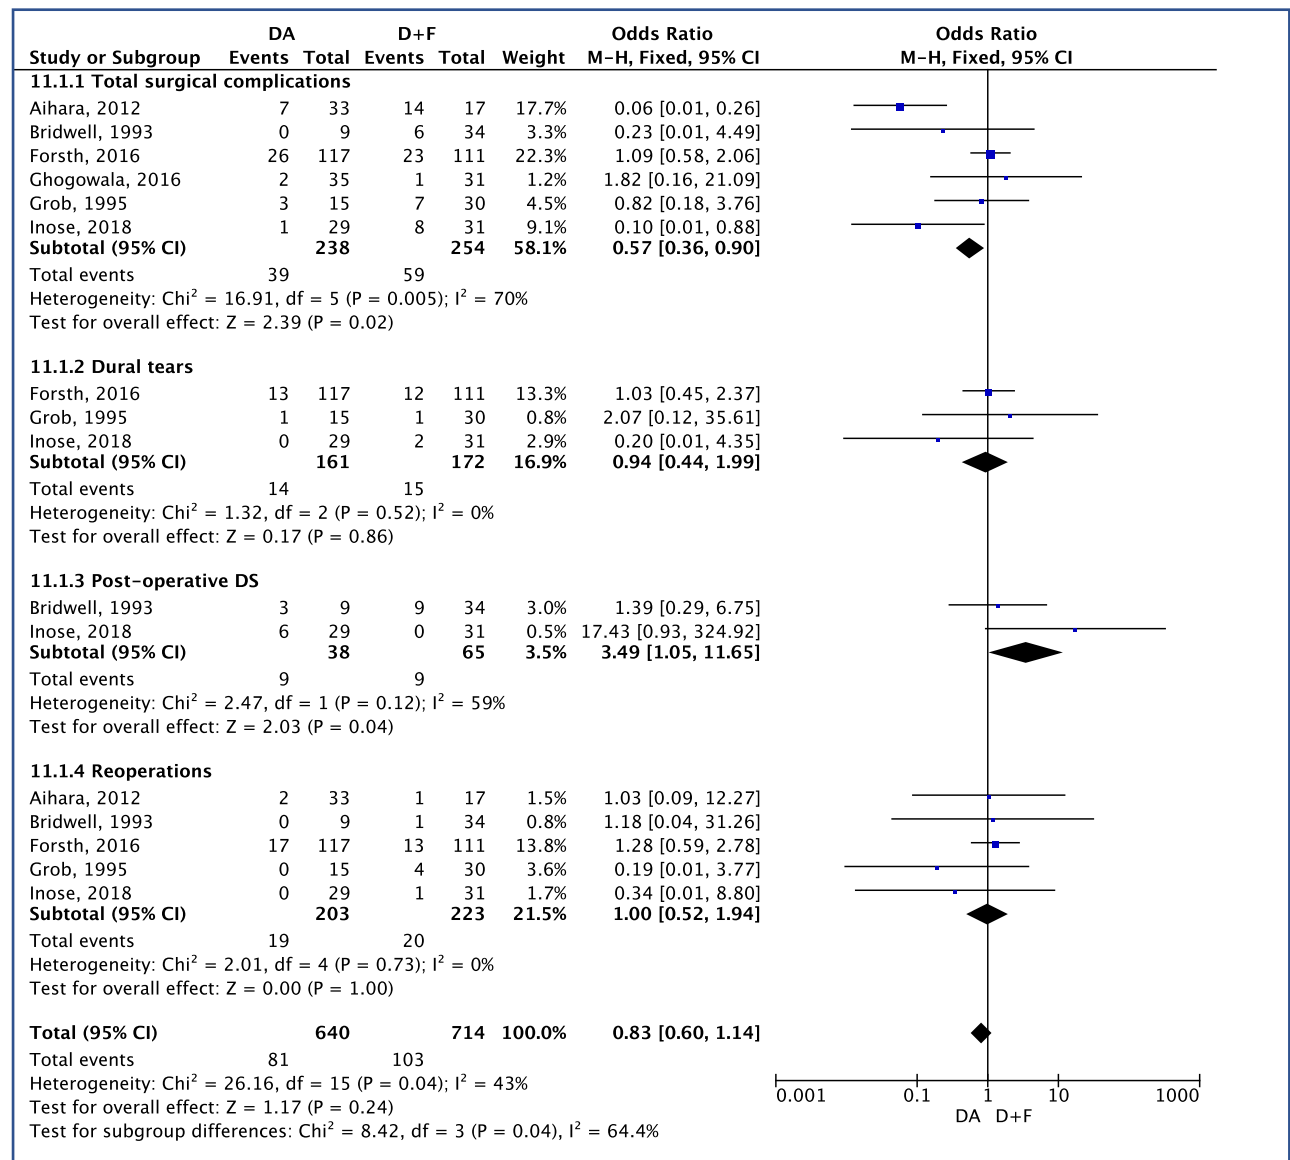 DA D+F Odds Ratio Odds Ratio
Study or Subgroup Events Total Events Total Weight M-H, Fixed, 95% CI M-H, Fixed, 95% CI
11.1.1 Total surgical complications
Aihara, 2012 7 33 14 17 17.7% 0.06 [0.01, 0.26]
Bridwell, 1993 0 9 6 34 3.3% 0.23 [0.01, 4.49]
Forsth, 2016 26 117 23 111 22.3% 1.09 [0.58, 2.06]
Ghogowala, 2016 2 35 1 31 1.2% 1.82 [0.16, 21.09]
Grob, 1995 3 15 7 30 4.5% 0.82 [0.18, 3.76]
Inose, 2018 1 29 8 31 9.1% 0.10 [0.01, 0.88]
Subtotal (95% CI) 238 254 58.1% 0.57 [0.36, 0.90]
Total events 39 59
Heterogeneity: Chi² = 16.91, df = 5 (P = 0.005); I² = 70%
Test for overall effect: Z = 2.39 (P = 0.02)
11.1.2 Dural tears
Forsth, 2016 13 117 12 111 13.3% 1.03 [0.45, 2.37]
Grob, 1995 1 15 1 30 0.8% 2.07 [0.12, 35.61]
Inose, 2018 0 29 2 31 2.9% 0.20 [0.01, 4.35]
Subtotal (95% CI) 161 172 16.9% 0.94 [0.44, 1.99]
Total events 14 15
Heterogeneity: Chi² = 1.32, df = 2 (P = 0.52); I² = 0%
Test for overall effect: Z = 0.17 (P = 0.86)
11.1.3 Post-operative DS
Bridwell, 1993 3 9 9 34 3.0% 1.39 [0.29, 6.75]
Inose, 2018 6 29 0 31 0.5% 17.43 [0.93, 324.92]
Subtotal (95% CI) 38 65 3.5% 3.49 [1.05, 11.65]
Total events 9 9
Heterogeneity: Chi² = 2.47, df = 1 (P = 0.12); I² = 59%
Test for overall effect: Z = 2.03 (P = 0.04)
11.1.4 Reoperations
Aihara, 2012 2 33 1 17 1.5% 1.03 [0.09, 12.27]
Bridwell, 1993 0 9 1 34 0.8% 1.18 [0.04, 31.26]
Forsth, 2016 17 117 13 111 13.8% 1.28 [0.59, 2.78]
Grob, 1995 0 15 4 30 3.6% 0.19 [0.01, 3.77]
Inose, 2018 0 29 1 31 1.7% 0.34 [0.01, 8.80]
Subtotal (95% CI) 203 223 21.5% 1.00 [0.52, 1.94]
Total events 19 20
Heterogeneity: Chi² = 2.01, df = 4 (P = 0.73); I² = 0%
Test for overall effect: Z = 0.00 (P = 1.00)
Total (95% CI) 640 714 100.0% 0.83 [0.60, 1.14]
Total events 81 103
Heterogeneity: Chi² = 26.16, df = 15 (P = 0.04); I² = 43%
Test for overall effect: Z = 1.17 (P = 0.24)
Test for subgroup differences: Chi² = 8.42, df = 3 (P = 0.04), I² = 64.4%
0.001 0.1 1 10 1000
DA D+F